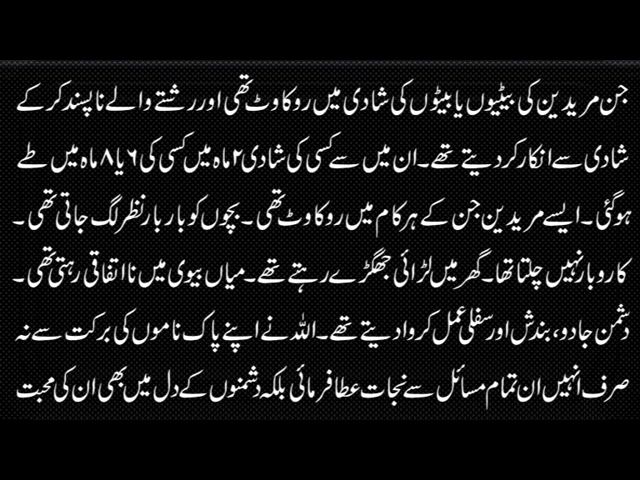 جن مریدین کی بیٹیوں یا بیٹوں کی شادی میں روکاوٹ تھی اور رشتے والے ناپسند کر کے
شادی سے انکار کر دیتے تھے۔ ان میں سے کسی کی شادی ۲ ماہ میں کسی کی ۶ یا ۸ ماہ میں طے
ہوگئی۔ ایسے مریدین جن کے ہر کام میں روکاوٹ تھی۔ بچوں کو بار بار نظر لگ جاتی تھی۔
کاروبار نہیں چلتا تھا۔ گھر میں لڑائی جھگڑے رہتے تھے۔ میاں بیوی میں نااتفاقی رہتی تھی۔
دشمن جادو، بندش اور سفلی عمل کروا دیتے تھے۔ اللہ نے اپنے پاک ناموں کی برکت سے نہ
صرف انہیں ان تمام مسائل سے نجات عطا فرمائی بلکہ دشمنوں کے دل میں بھی ان کی محبت